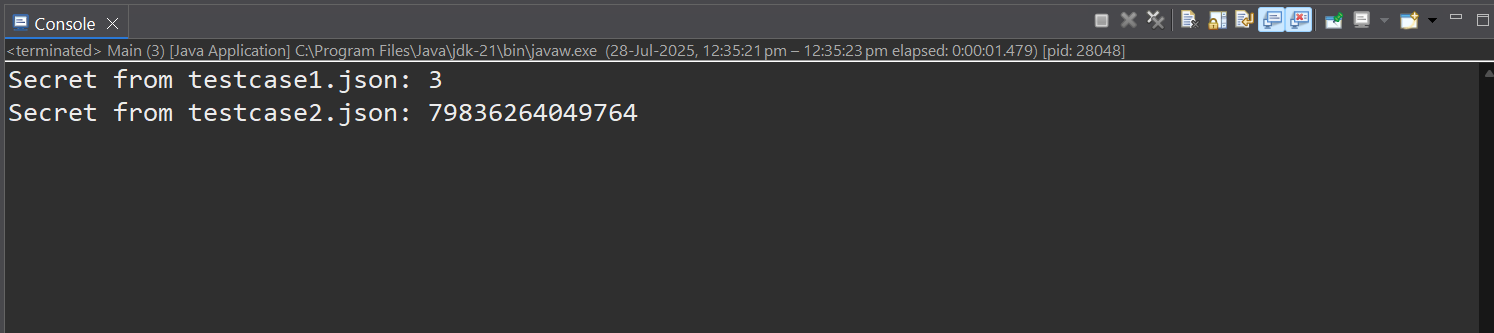 Console
<terminated> Main (3) [Java Application] C:\Program Files\Java\jdk-21\bin\javaw.exe (28-Jul-2025, 12:35:21 pm – 12:35:23 pm elapsed: 0:00:01.479) [pid: 28048]
Secret from testcase1.json: 3
Secret from testcase2.json: 79836264049764